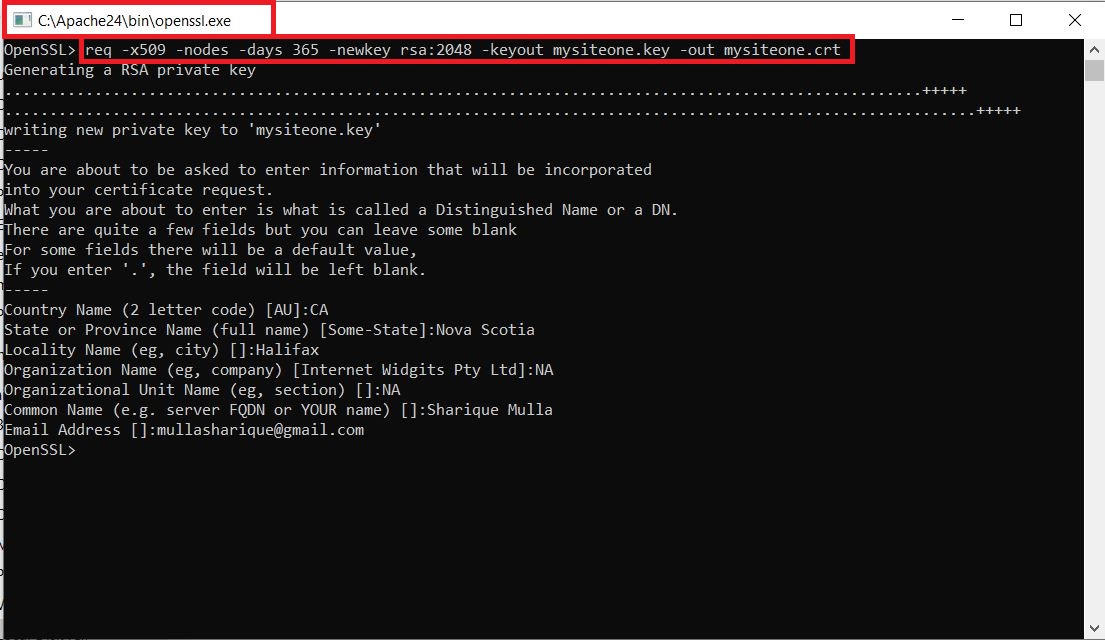 C:\Apache24\bin\openssl.exe
OpenSSL> req -x509 -nodes -days 365 -newkey rsa:2048 -keyout mysiteone.key -out mysiteone.crt
Generating a RSA private key
......................................................................................................+++++
............................................................................................................+++++
writing new private key to 'mysiteone.key'
-----
You are about to be asked to enter information that will be incorporated
into your certificate request.
What you are about to enter is what is called a Distinguished Name or a DN.
There are quite a few fields but you can leave some blank
For some fields there will be a default value,
If you enter '.', the field will be left blank.
-----
Country Name (2 letter code) [AU]:CA
State or Province Name (full name) [Some-State]:Nova Scotia
Locality Name (eg, city) []:Halifax
Organization Name (eg, company) [Internet Widgits Pty Ltd]:NA
Organizational Unit Name (eg, section) []:NA
Common Name (e.g. server FQDN or YOUR name) []:Sharique Mulla
Email Address []:mullasharique@gmail.com
OpenSSL>